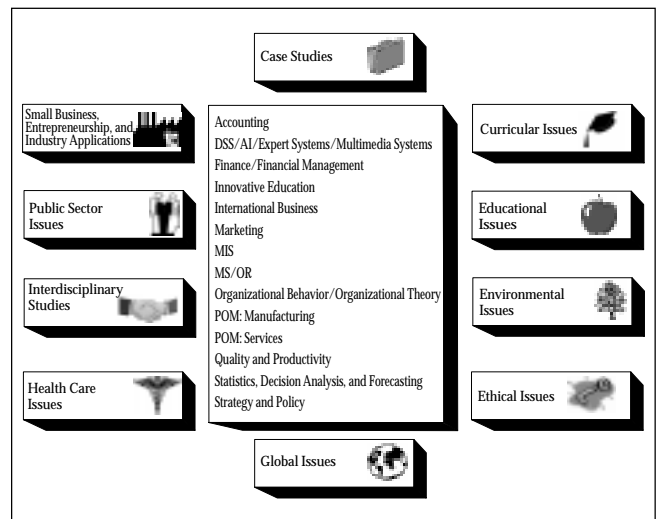 Case Studies
Small Business,
Entrepreneurship, and
Industry Applications
Public Sector
Issues
Interdisciplinary
Studies
Health Care
Issues
Accounting
DSS/AI/Expert Systems/Multimedia Systems
Finance/Financial Management
Innovative Education
International Business
Marketing
MIS
MS/OR
Organizational Behavior/Organizational Theory
POM: Manufacturing
POM: Services
Quality and Productivity
Statistics, Decision Analysis, and Forecasting
Strategy and Policy
Curricular Issues
Educational
Issues
Environmental
Issues
Ethical Issues
Global Issues